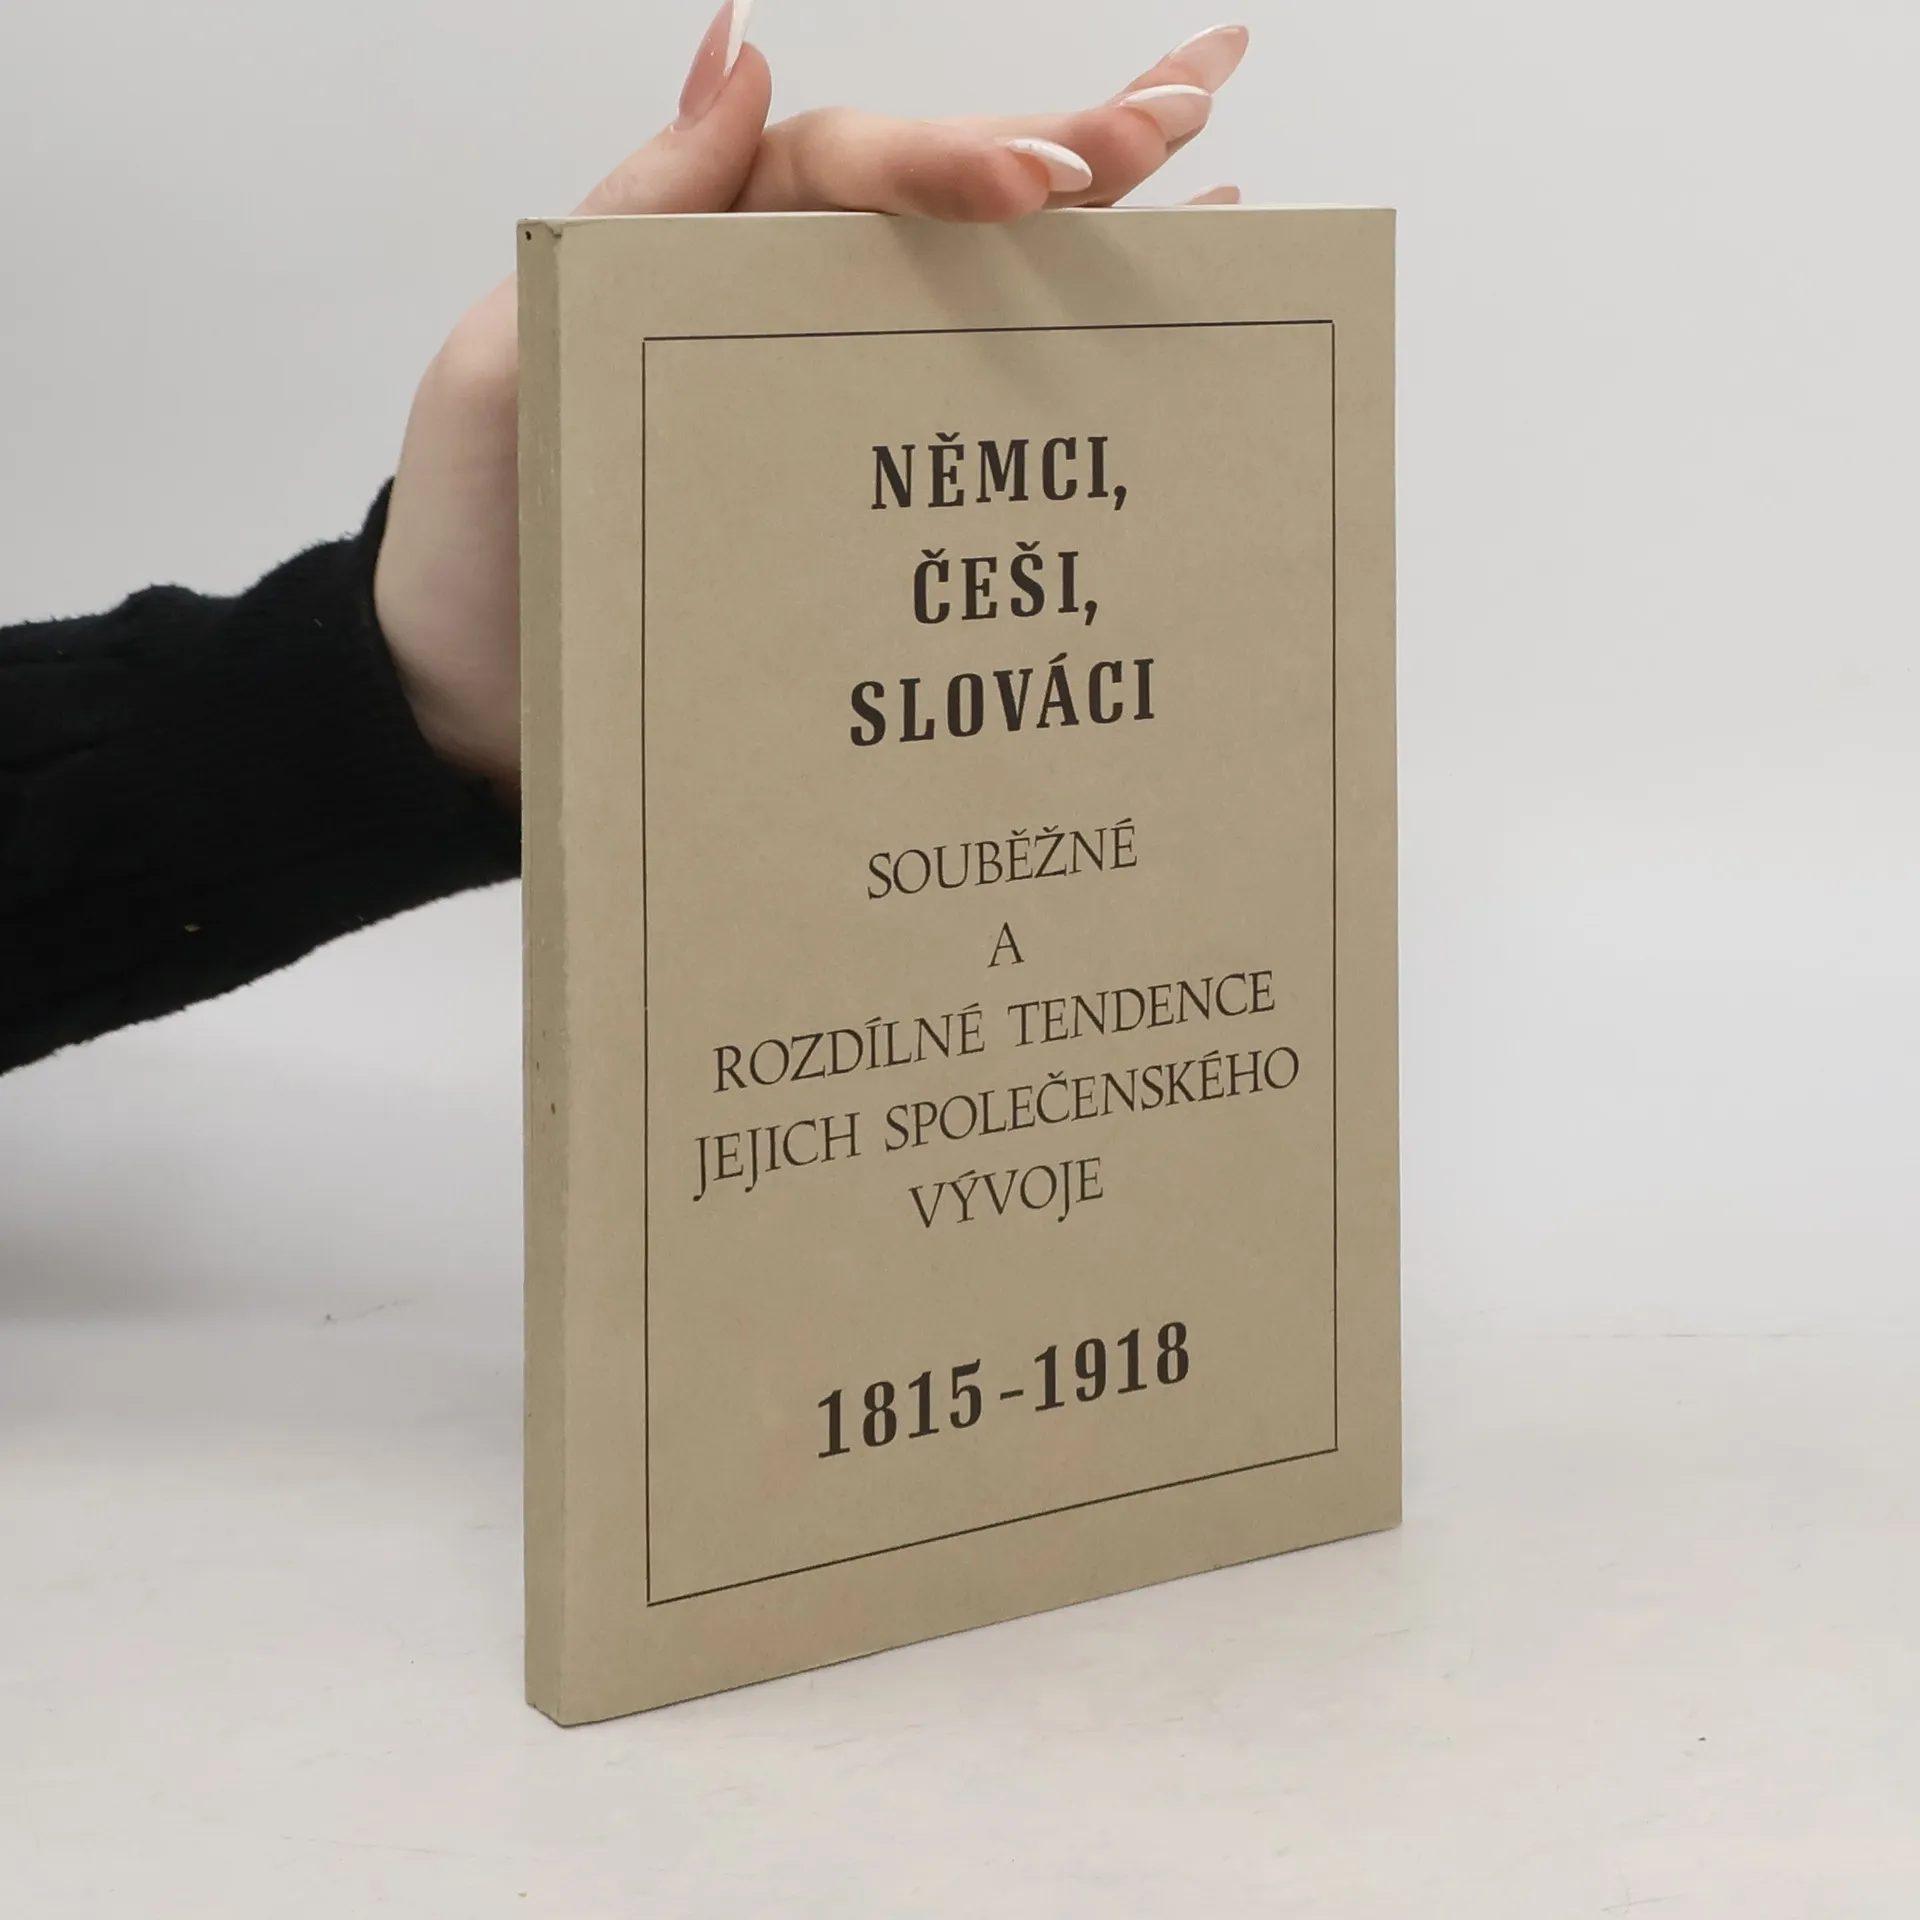 NĚMCI,
ČEŠI,
SLOVÁCI
SOUBĚŽNÉ
A
ROZDÍLNÉ TENDENCE
JEJICH SPOLEČENSKÉHO
VÝVOJE
1815-1918